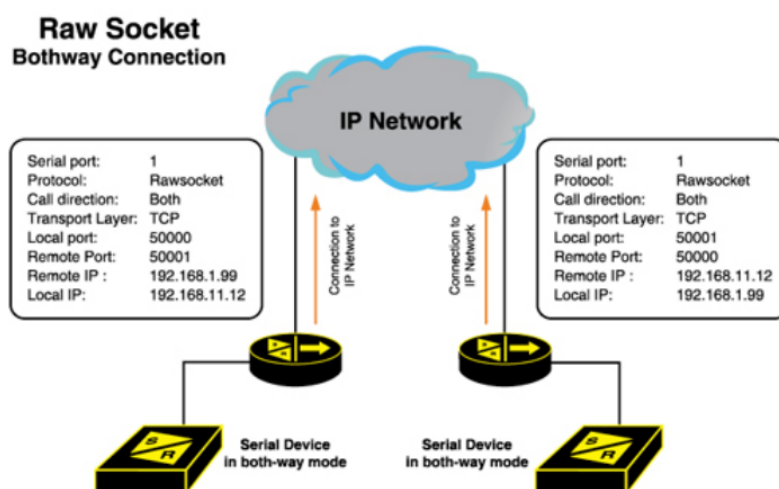 Raw Socket
Bothway Connection
IP Network
Serial port: 1
Protocol: Rawsocket
Call direction: Both
Transport Layer: TCP
Local port: 50000
Remote Port: 50001
Remote IP : 192.168.1.99
Local IP: 192.168.11.12
Connection to
IP Network
Connection to
IP Network
Serial port: 1
Protocol: Rawsocket
Call direction: Both
Transport Layer: TCP
Local port: 50001
Remote Port: 50000
Remote IP : 192.168.11.12
Local IP: 192.168.1.99
S
R
Serial Device
in both-way mode
Serial Device
in both-way mode
S
R